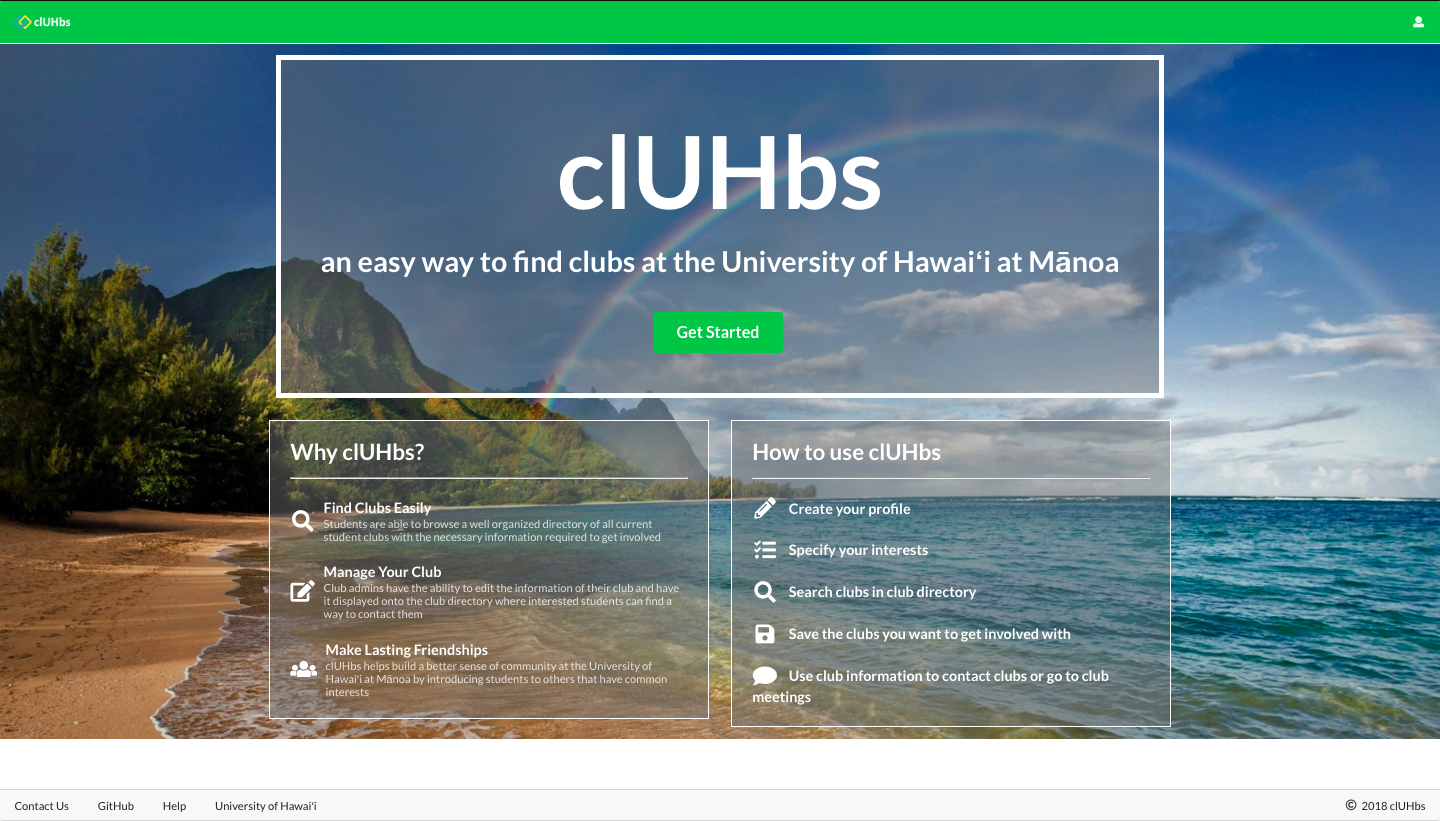 clUHbs
clUHbs
an easy way to find clubs at the University of Hawaiʻi at Mānoa
Get Started
Why clUHbs?
Find Clubs Easily
Students are able to browse a well organized directory of all current
student clubs with the necessary information required to get involved
Manage Your Club
Club admins have the ability to edit the information of their club and have
it displayed onto the club directory where interested students can find a
way to contact them
Make Lasting Friendships
clUHbs helps build a better sense of community at the University of
Hawai'i at Mānoa by introducing students to others that have common
interests
How to use clUHbs
Create your profile
Specify your interests
Search clubs in club directory
Save the clubs you want to get involved with
Use club information to contact clubs or go to club
meetings
Contact Us
GitHub
Help
University of Hawai'i
© 2018 clUHbs